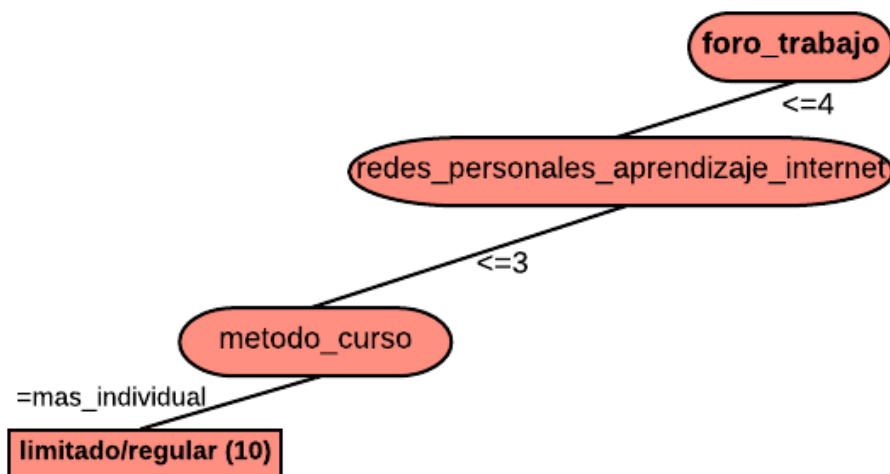 foro_trabajo
<=4
redes_personales_aprendizaje_internet
<=3
metodo_curso
=mas_individual
limitado/regular (10)